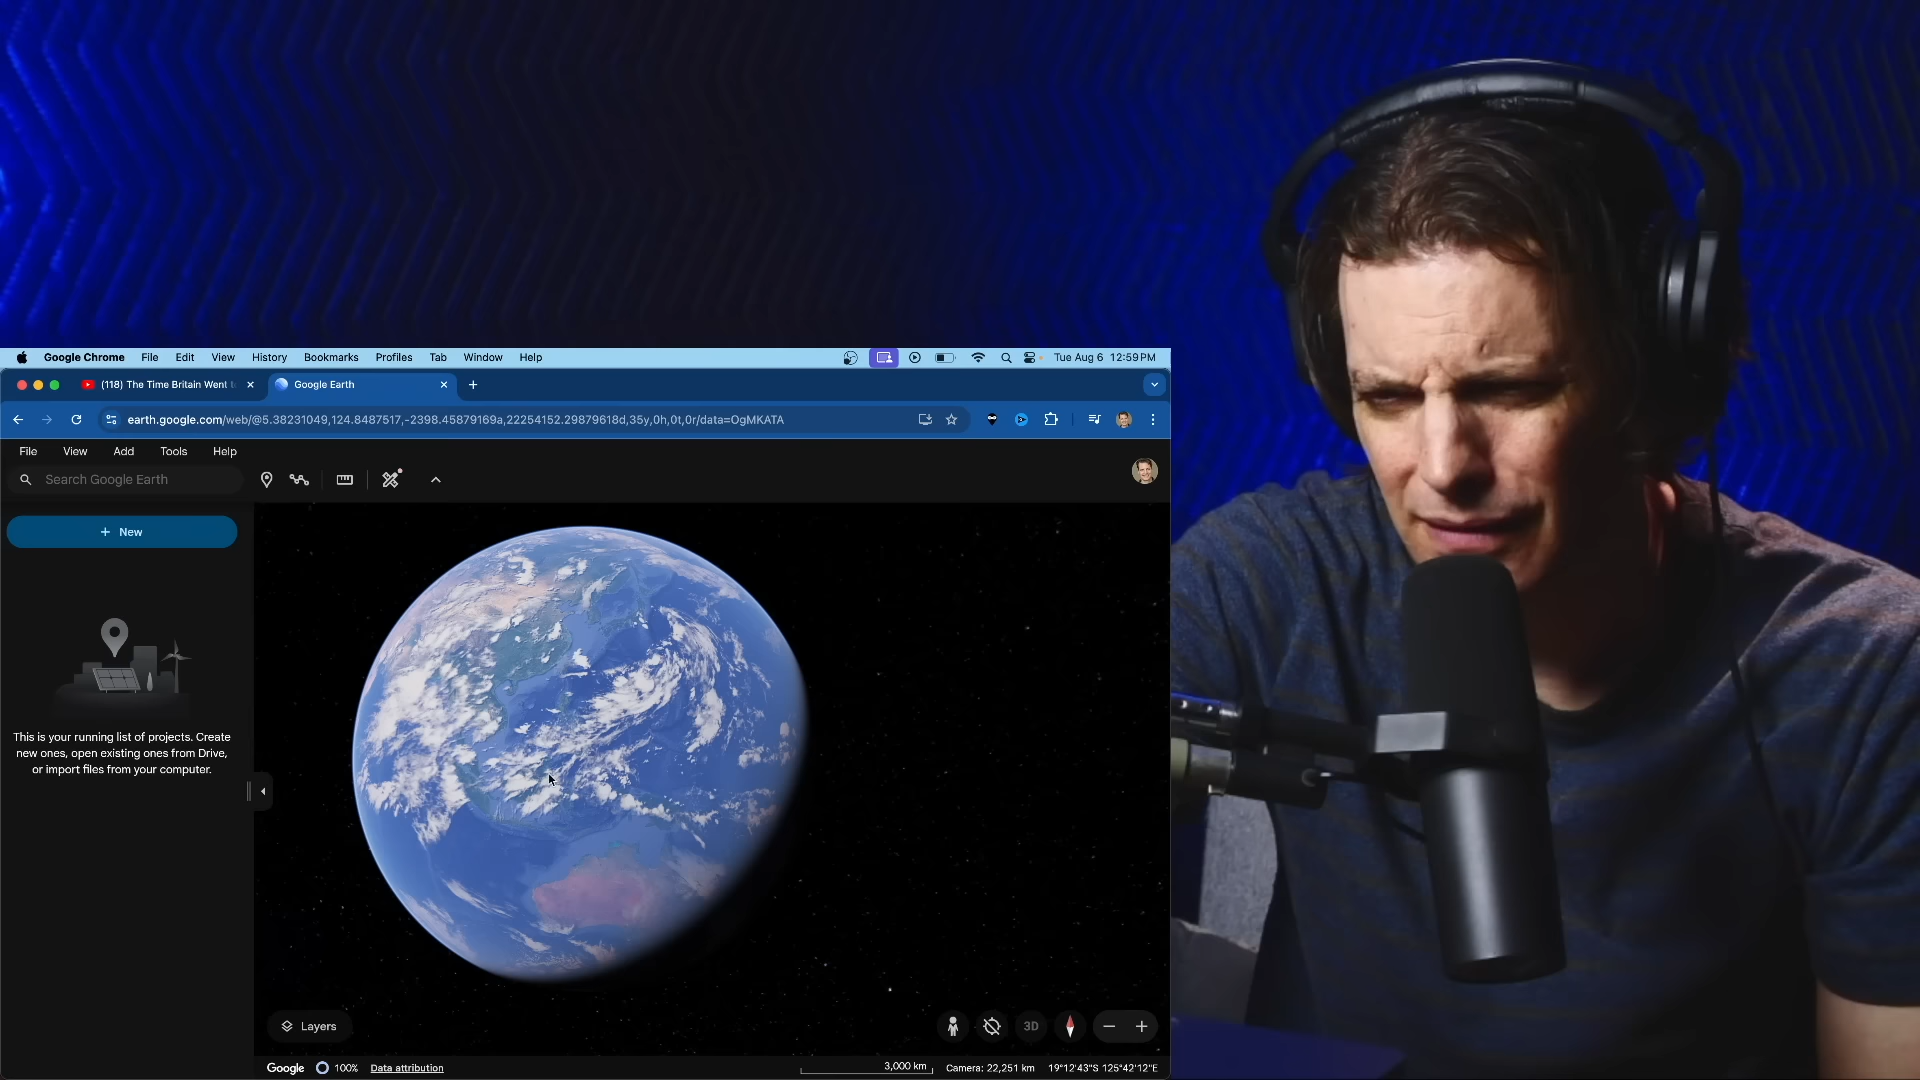 Google Chrome File Edit View History Bookmarks Profiles Tab Window Help Tue Aug 6 12:59 PM
(118) The Time Britain Went t Google Earth
earth.google.com/web/@5.38231049,124.8487517,-2398.45879169a,22254152.29879618d,35y,0h,0t,0r/data=OgMKATA
File View Add Tools Help
Search Google Earth
+ New
This is your running list of projects. Create
new ones, open existing ones from Drive,
or import files from your computer.
Layers 3D
Google 100% Data attribution 3,000 km Camera: 22,251 km 19°12'43"S 125°42'12"E